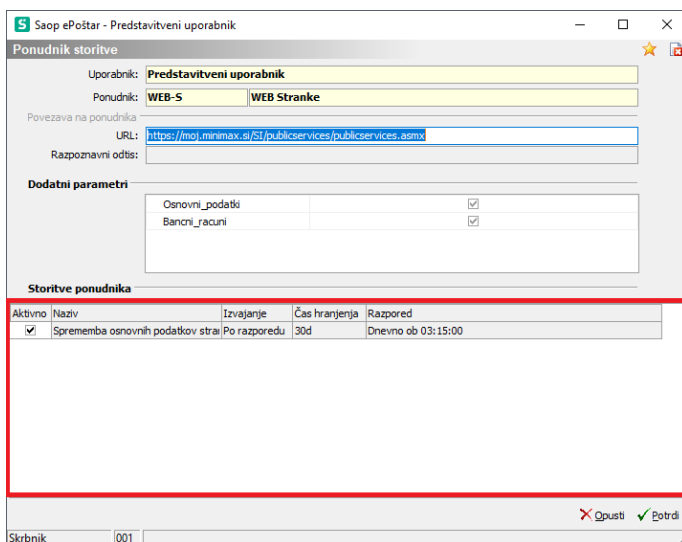 Saop ePoštar - Predstavitveni uporabnik
Ponudnik storitve
Uporabnik: Predstavitveni uporabnik
Ponudnik: WEB-S WEB Stranke
Povezava na ponudnika
URL: https://moj.minimax.si/SI/publicservices/publicservices.asmx
Razpoznavni odtis:
Dodatni parametri
Osnovni_podatki
Bancni_racuni
Storitve ponudnika
Aktivno Naziv Izvajanje Čas hranjenja Razpored
Sprememba osnovnih podatkov stra Po razporedu 30d Dnevno ob 03:15:00
Opusti Potrdi
Skrbnik 001